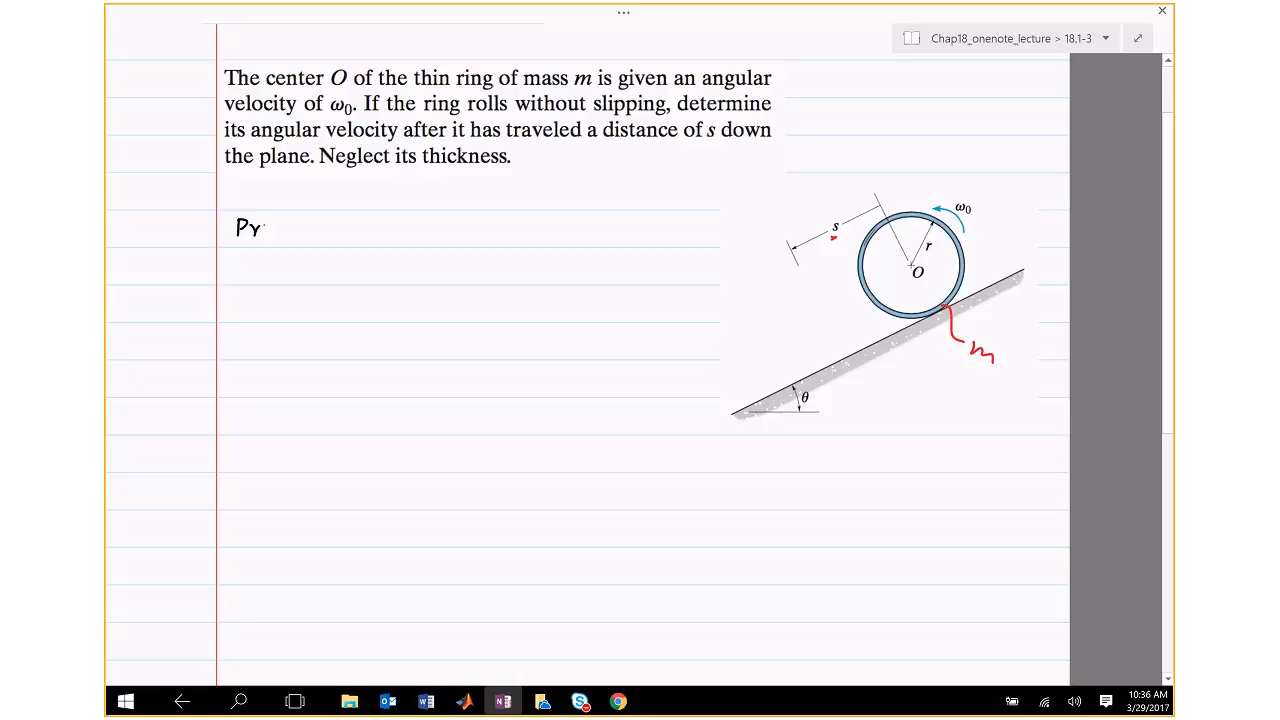 ...
Chap18_onenote_lecture > 18.1-3
The center O of the thin ring of mass m is given an angular
velocity of ω₀. If the ring rolls without slipping, determine
its angular velocity after it has traveled a distance of s down
the plane. Neglect its thickness.
Pr
s
ω₀
r
O
m
θ
10:36 AM
3/29/2017